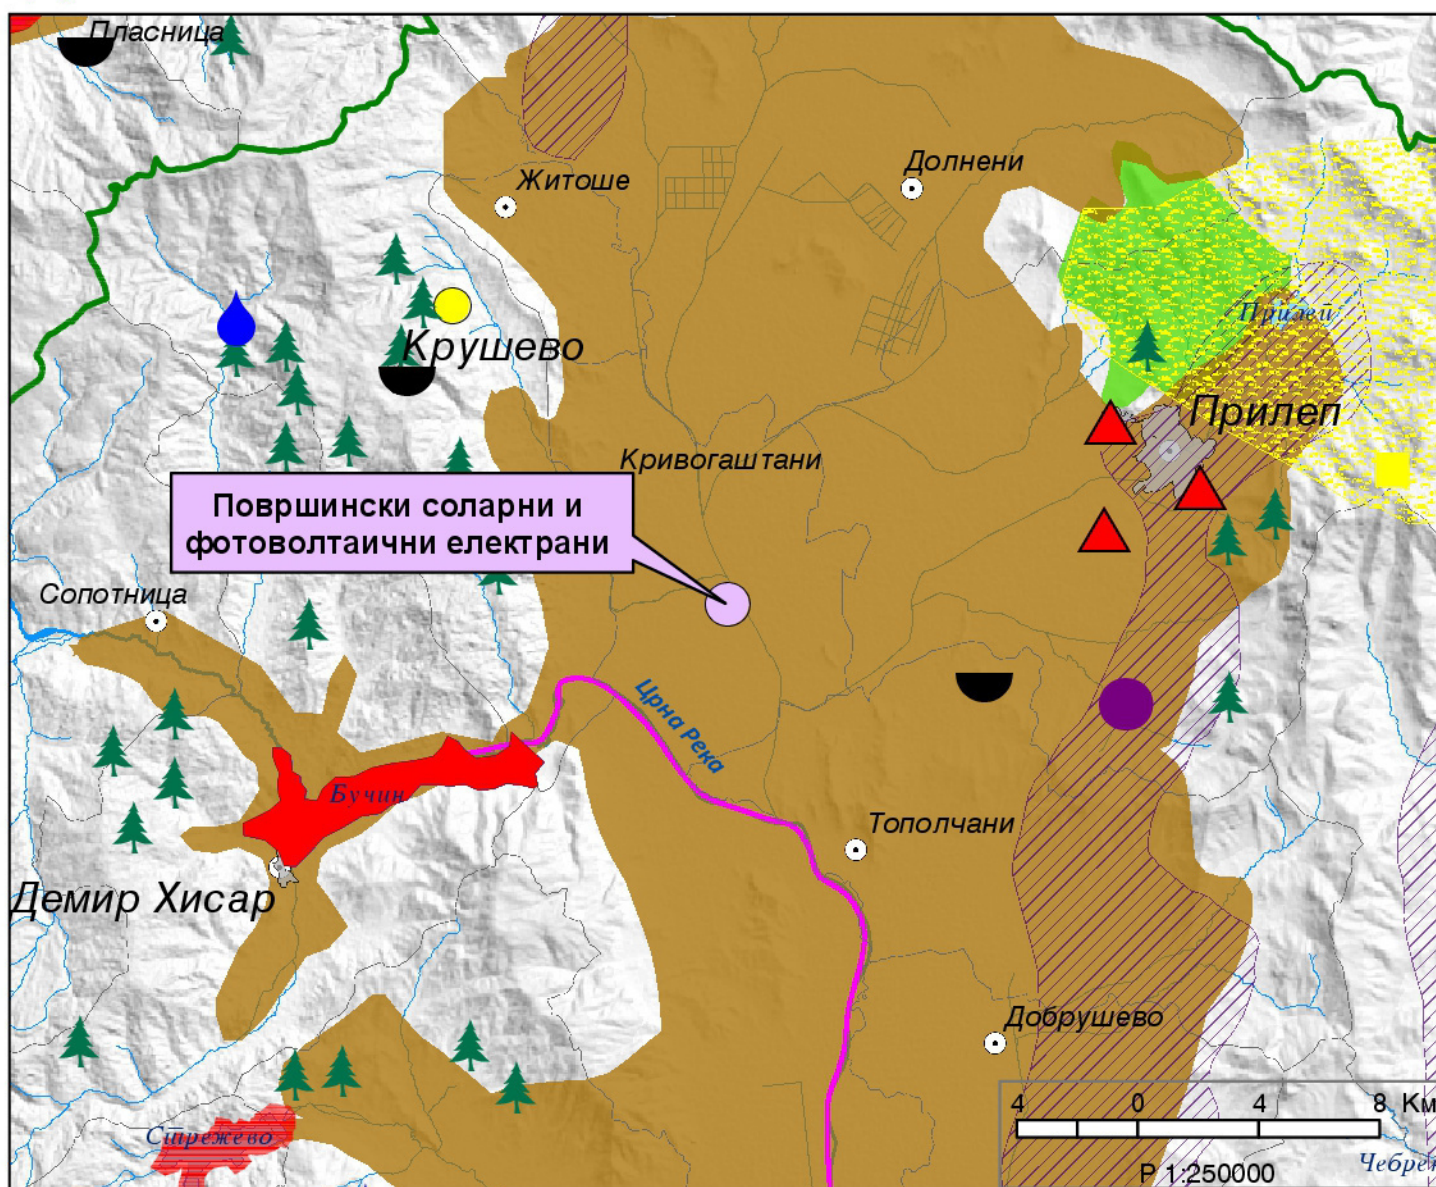 Пласница
Житоше
Долнени
Прилеп
Крушево
Прилеп
Кривогаштани
Површински соларни и
фотоволтаични електрани
Сопотница
Црна Река
Бучин
Тополчани
Демир Хисар
Добрушево
4 0 4 8 Км
Стрежево
Р 1:250000